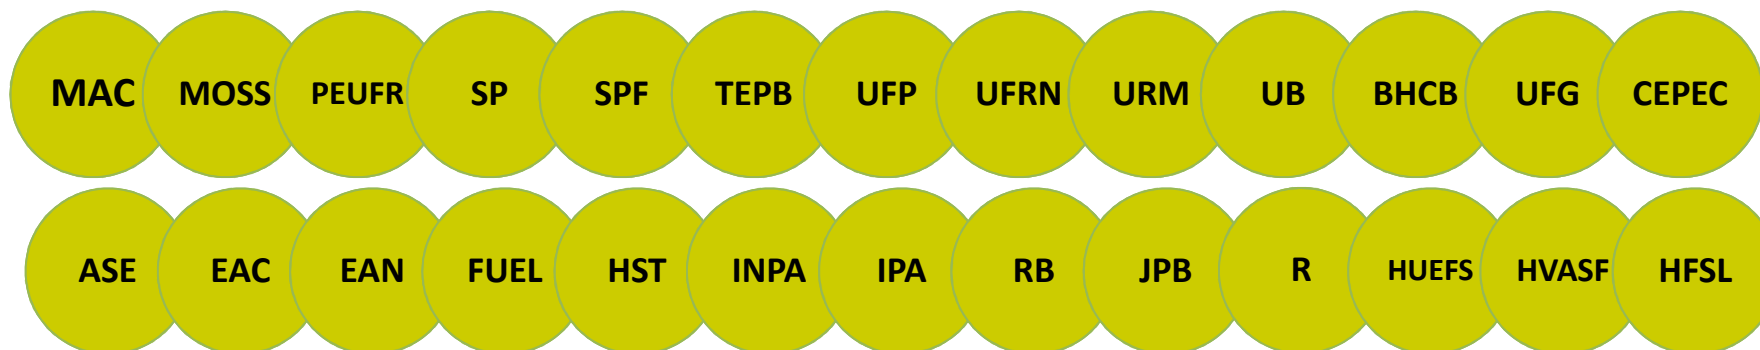 MAC MOSS PEUFR SP SPF TEPB UFP UFRN URM UB BHCB UFG CEPEC
ASE EAC EAN FUEL HST INPA IPA RB JPB R HUEFS HVASF HFSL